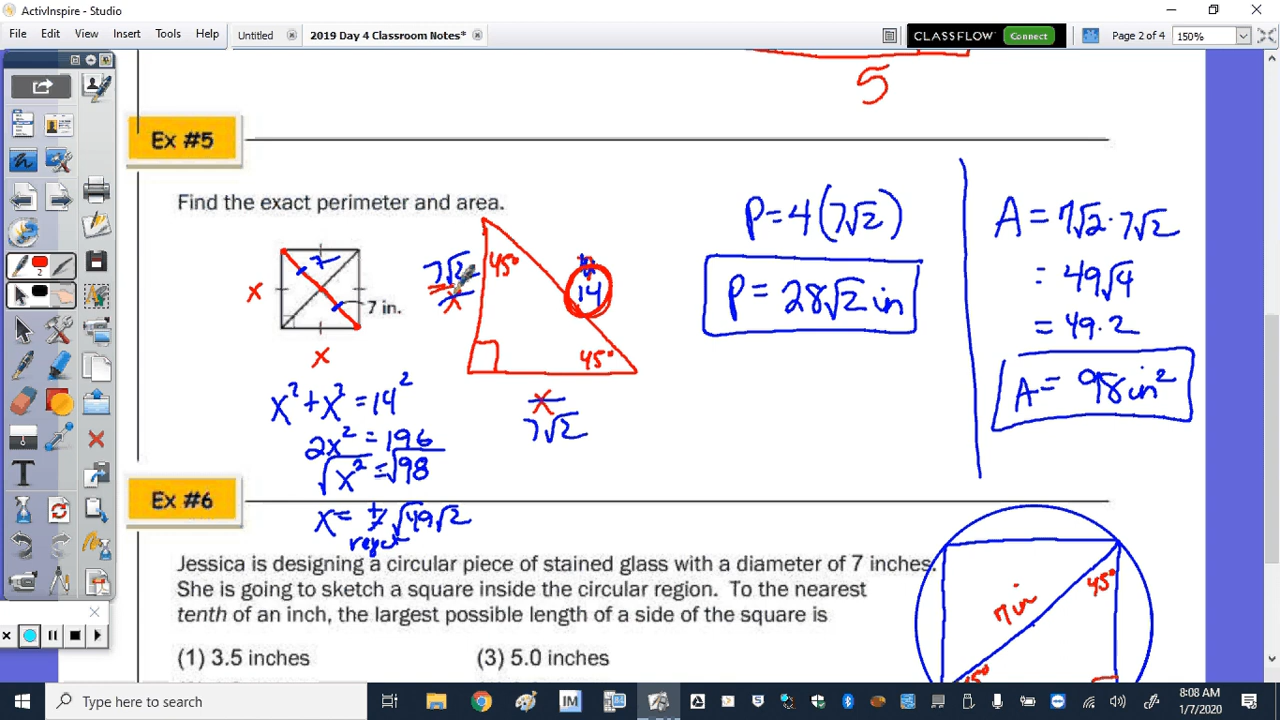 ActivInspire - Studio
File Edit View Insert Tools Help
Untitled
2019 Day 4 Classroom Notes*
CLASSFLOW Connect
Page 2 of 4
150%
5
Ex #5
Find the exact perimeter and area.
7
7 in.
x
x
x² + x² = 14²
2x² = 196
√x² = √98
x = ± √49√2
reject
7√2
x
45°
14
45°
x
7√2
P = 4(7√2)
P = 28√2 in
A = 7√2 · 7√2
= 49√4
= 49 · 2
A = 98 in²
Ex #6
Jessica is designing a circular piece of stained glass with a diameter of 7 inches.
She is going to sketch a square inside the circular region. To the nearest
tenth of an inch, the largest possible length of a side of the square is
(1) 3.5 inches
(3) 5.0 inches
7 in
45°
45°
Type here to search
8:08 AM
1/7/2020